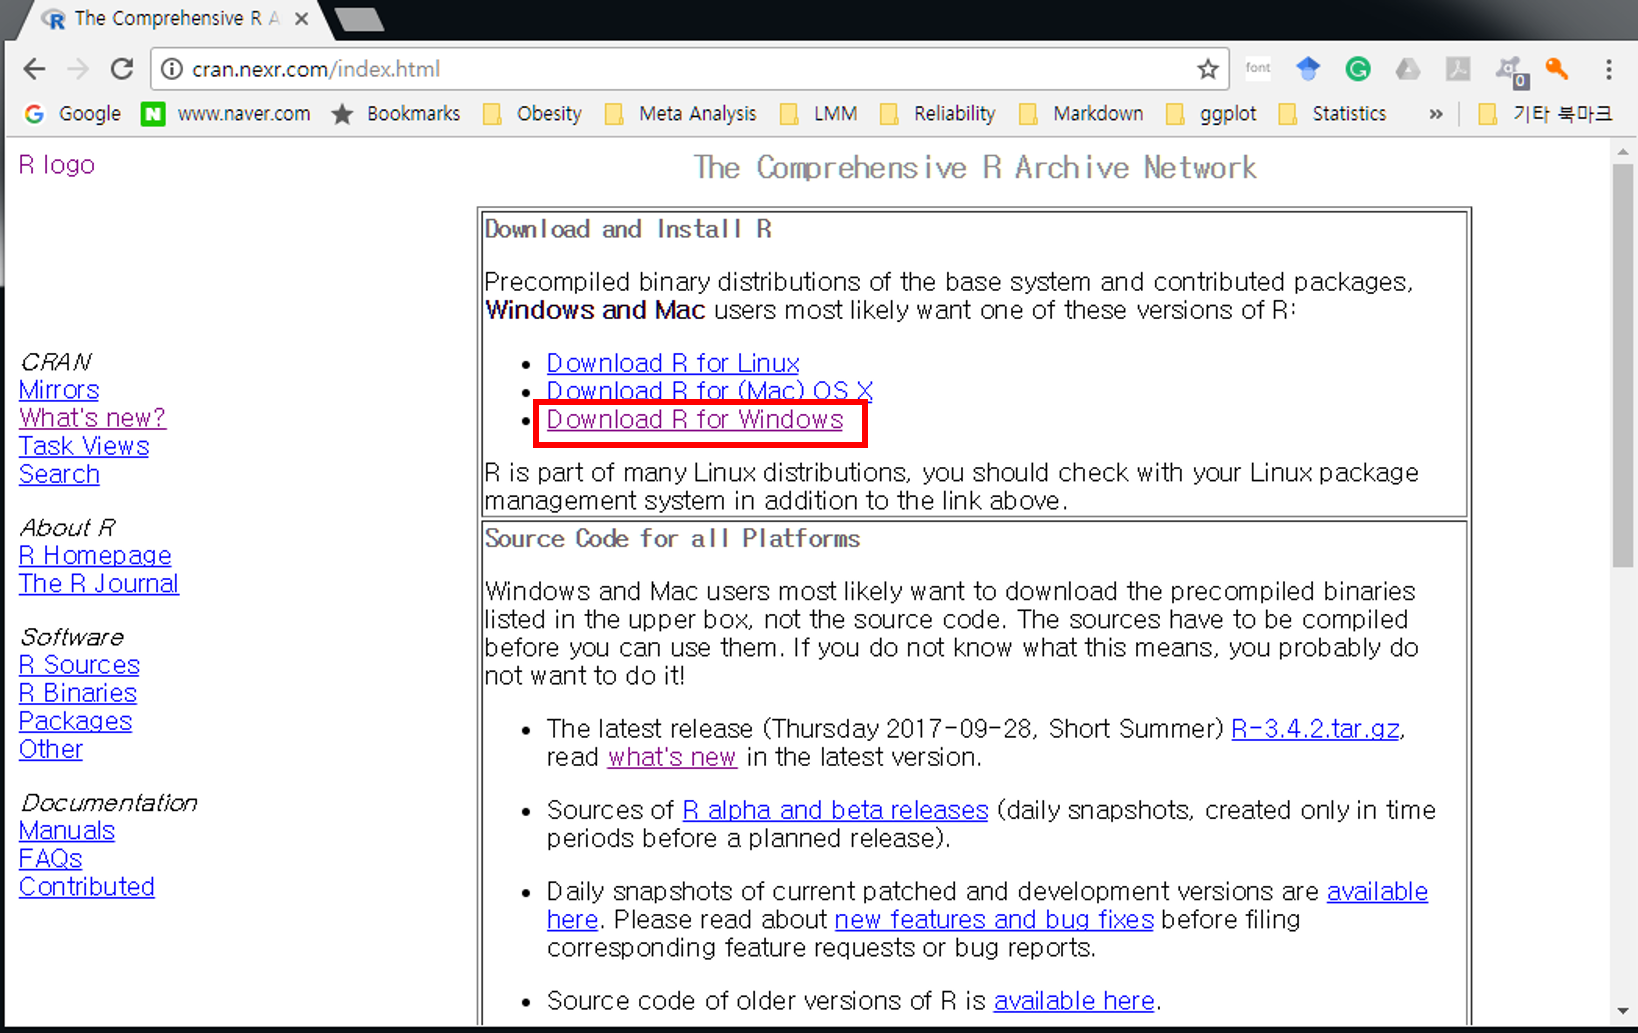 The Comprehensive R A
cran.nexr.com/index.html
font
0
Google
www.naver.com
Bookmarks
Obesity
Meta Analysis
LMM
Reliability
Markdown
ggplot
Statistics
»
기타 북마크
R logo
The Comprehensive R Archive Network
CRAN
Mirrors
What's new?
Task Views
Search
About R
R Homepage
The R Journal
Software
R Sources
R Binaries
Packages
Other
Documentation
Manuals
FAQs
Contributed
Download and Install R
Precompiled binary distributions of the base system and contributed packages,
Windows and Mac users most likely want one of these versions of R:
• Download R for Linux
• Download R for (Mac) OS X
• Download R for Windows
R is part of many Linux distributions, you should check with your Linux package
management system in addition to the link above.
Source Code for all Platforms
Windows and Mac users most likely want to download the precompiled binaries
listed in the upper box, not the source code. The sources have to be compiled
before you can use them. If you do not know what this means, you probably do
not want to do it!
• The latest release (Thursday 2017-09-28, Short Summer) R-3.4.2.tar.gz,
read what's new in the latest version.
• Sources of R alpha and beta releases (daily snapshots, created only in time
periods before a planned release).
• Daily snapshots of current patched and development versions are available
here. Please read about new features and bug fixes before filing
corresponding feature requests or bug reports.
• Source code of older versions of R is available here.